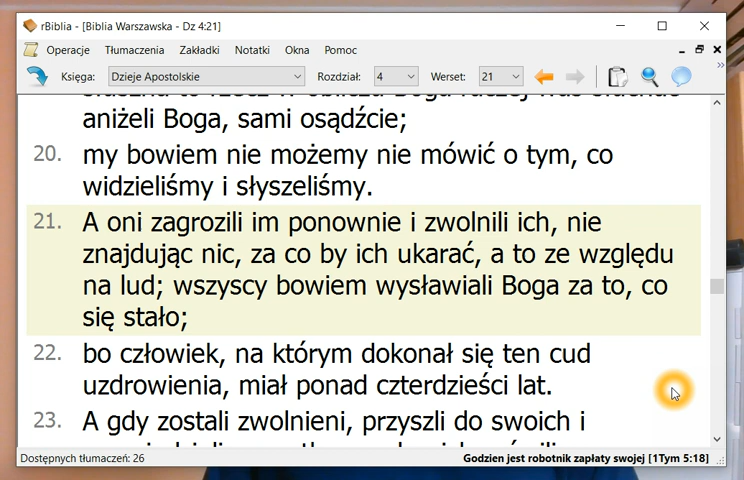 rBiblia - [Biblia Warszawska - Dz 4:21]
Operacje Tłumaczenia Zakładki Notatki Okna Pomoc
Księga: Dzieje Apostolskie Rozdział: 4 Werset: 21
aniżeli Boga, sami osądźcie;
20. my bowiem nie możemy nie mówić o tym, co
widzieliśmy i słyszeliśmy.
21. A oni zagrozili im ponownie i zwolnili ich, nie
znajdując nic, za co by ich ukarać, a to ze względu
na lud; wszyscy bowiem wysławiali Boga za to, co
się stało;
22. bo człowiek, na którym dokonał się ten cud
uzdrowienia, miał ponad czterdzieści lat.
23. A gdy zostali zwolnieni, przyszli do swoich i
Dostępnych tłumaczeń: 26 Godzien jest robotnik zapłaty swojej [1Tym 5:18]